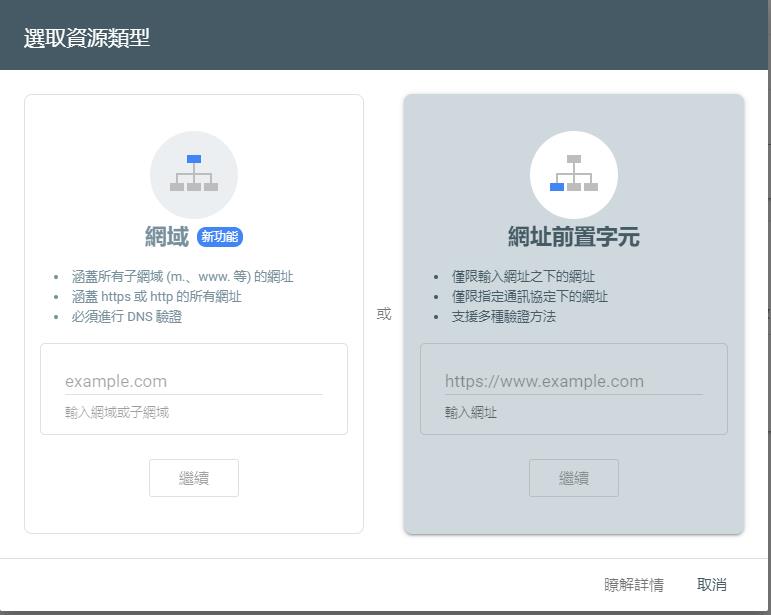 選取資源類型
網域 新功能
涵蓋所有子網域 (m.、www. 等) 的網址
涵蓋 https 或 http 的所有網址
必須進行 DNS 驗證
example.com
輸入網域或子網域
繼續
或
網址前置字元
僅限輸入網址之下的網址
僅限指定通訊協定下的網址
支援多種驗證方法
https://www.example.com
輸入網址
繼續
瞭解詳情 取消